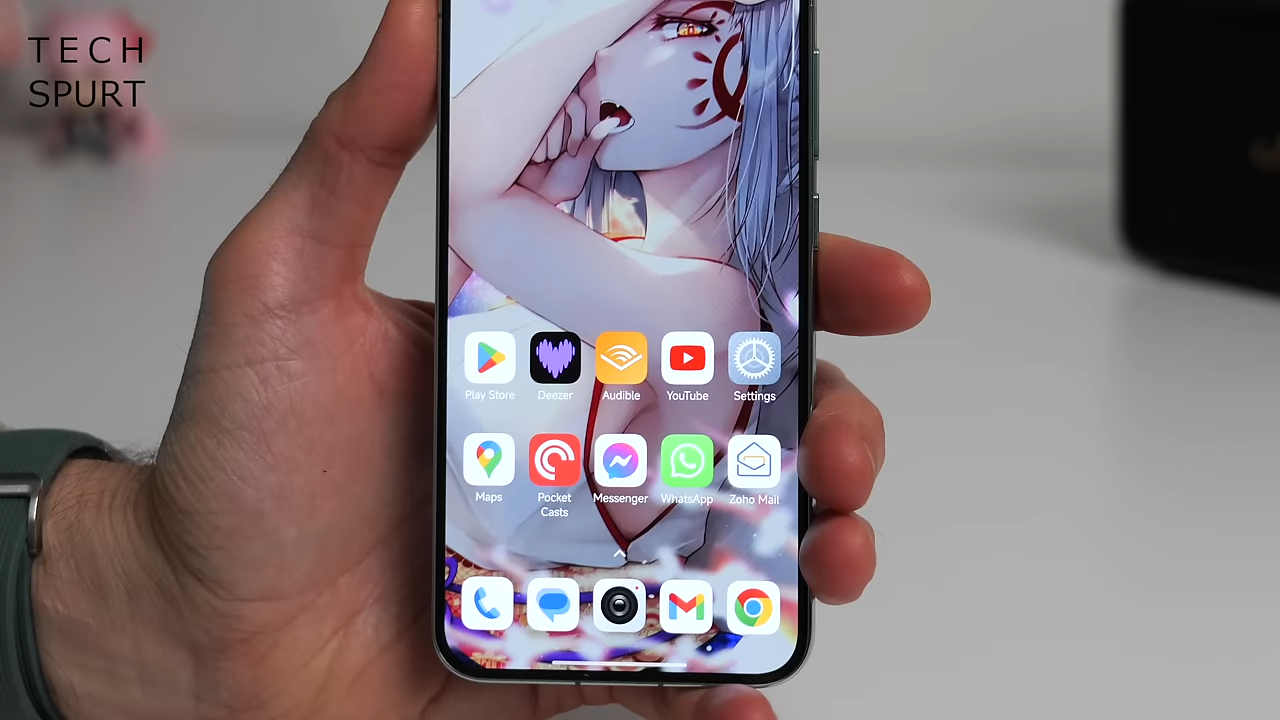 TECH
SPURT
Play Store
Deezer
Audible
YouTube
Settings
Maps
Pocket
Casts
Messenger
WhatsApp
Zoho Mail